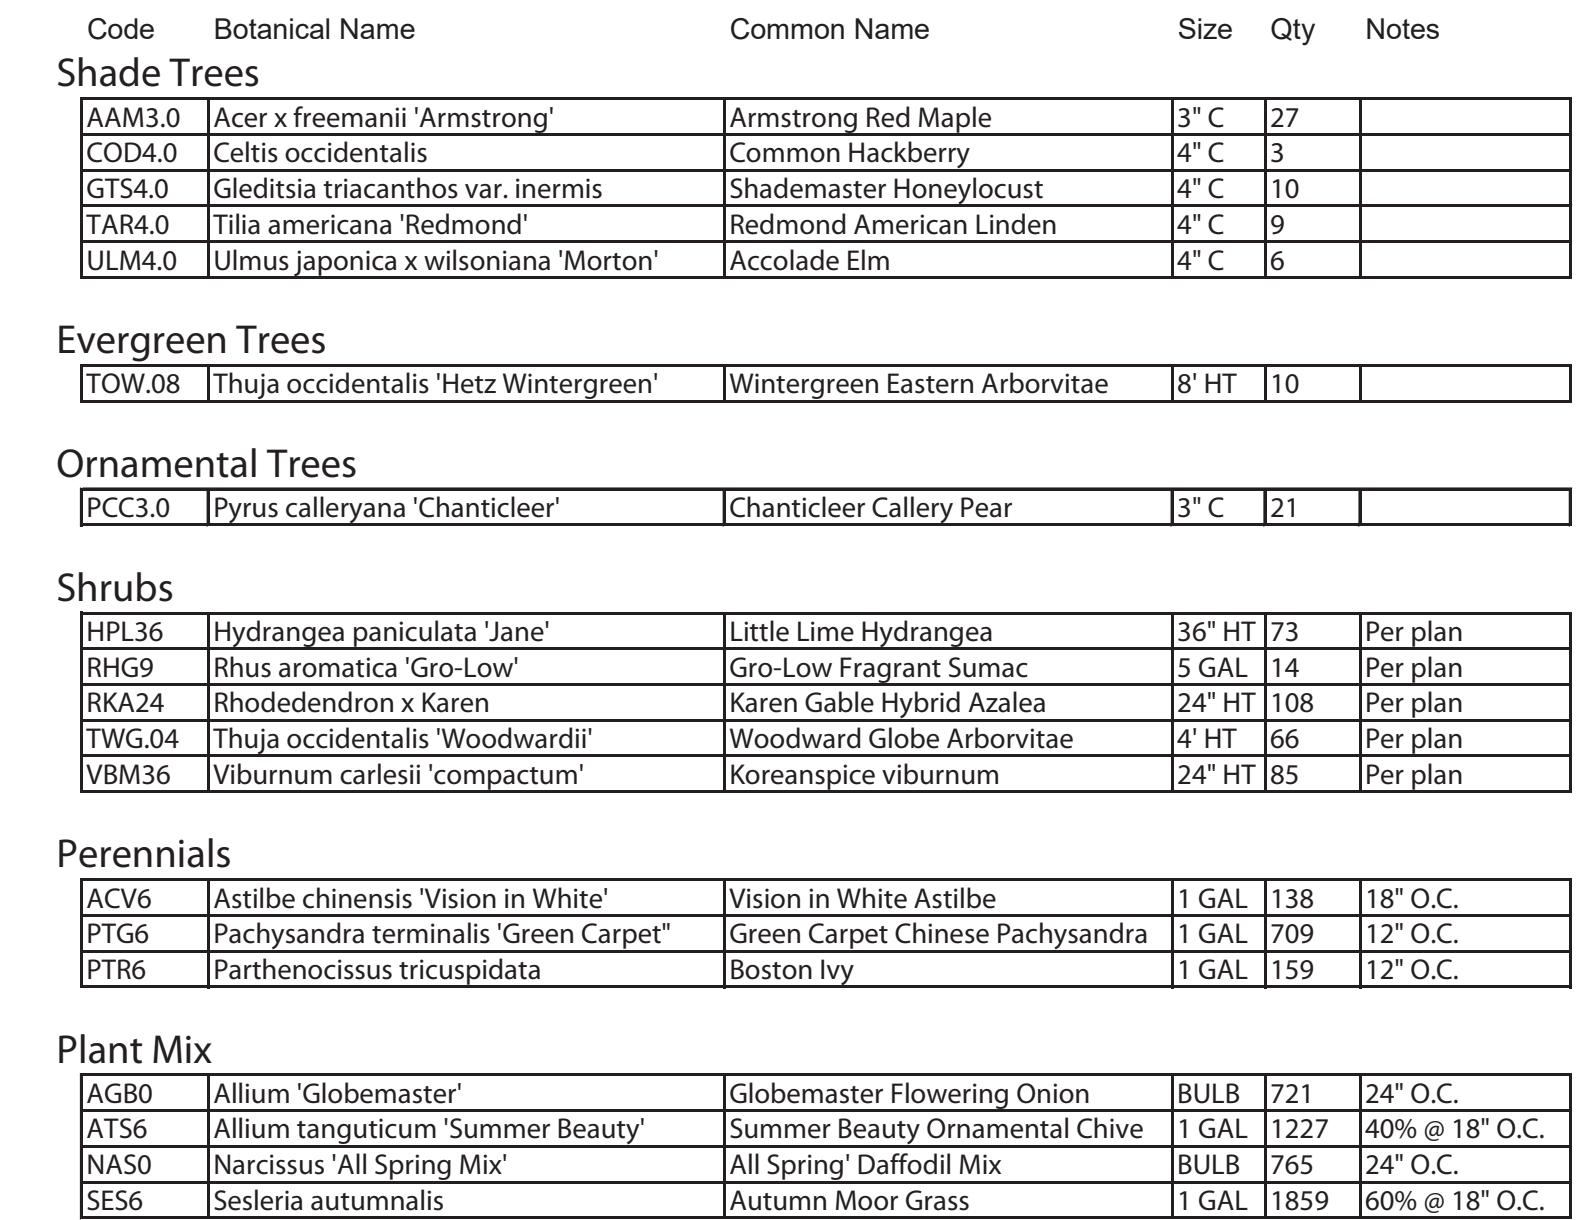 Code Botanical Name Common Name Size Qty Notes
Shade Trees
AAM3.0 Acer x freemanii 'Armstrong' Armstrong Red Maple 3" C 27
COD4.0 Celtis occidentalis Common Hackberry 4" C 3
GTS4.0 Gleditsia triacanthos var. inermis Shademaster Honeylocust 4" C 10
TAR4.0 Tilia americana 'Redmond' Redmond American Linden 4" C 9
ULM4.0 Ulmus japonica x wilsoniana 'Morton' Accolade Elm 4" C 6
Evergreen Trees
TOW.08 Thuja occidentalis 'Hetz Wintergreen' Wintergreen Eastern Arborvitae 8' HT 10
Ornamental Trees
PCC3.0 Pyrus calleryana 'Chanticleer' Chanticleer Callery Pear 3" C 21
Shrubs
HPL36 Hydrangea paniculata 'Jane' Little Lime Hydrangea 36" HT 73 Per plan
RHG9 Rhus aromatica 'Gro-Low' Gro-Low Fragrant Sumac 5 GAL 14 Per plan
RKA24 Rhodedendron x Karen Karen Gable Hybrid Azalea 24" HT 108 Per plan
TWG.04 Thuja occidentalis 'Woodwardii' Woodward Globe Arborvitae 4' HT 66 Per plan
VBM36 Viburnum carlesii 'compactum' Koreanspice viburnum 24" HT 85 Per plan
Perennials
ACV6 Astilbe chinensis 'Vision in White' Vision in White Astilbe 1 GAL 138 18" O.C.
PTG6 Pachysandra terminalis 'Green Carpet" Green Carpet Chinese Pachysandra 1 GAL 709 12" O.C.
PTR6 Parthenocissus tricuspidata Boston Ivy 1 GAL 159 12" O.C.
Plant Mix
AGB0 Allium 'Globemaster' Globemaster Flowering Onion BULB 721 24" O.C.
ATS6 Allium tanguticum 'Summer Beauty' Summer Beauty Ornamental Chive 1 GAL 1227 40% @ 18" O.C.
NAS0 Narcissus 'All Spring Mix' All Spring' Daffodil Mix BULB 765 24" O.C.
SES6 Sesleria autumnalis Autumn Moor Grass 1 GAL 1859 60% @ 18" O.C.